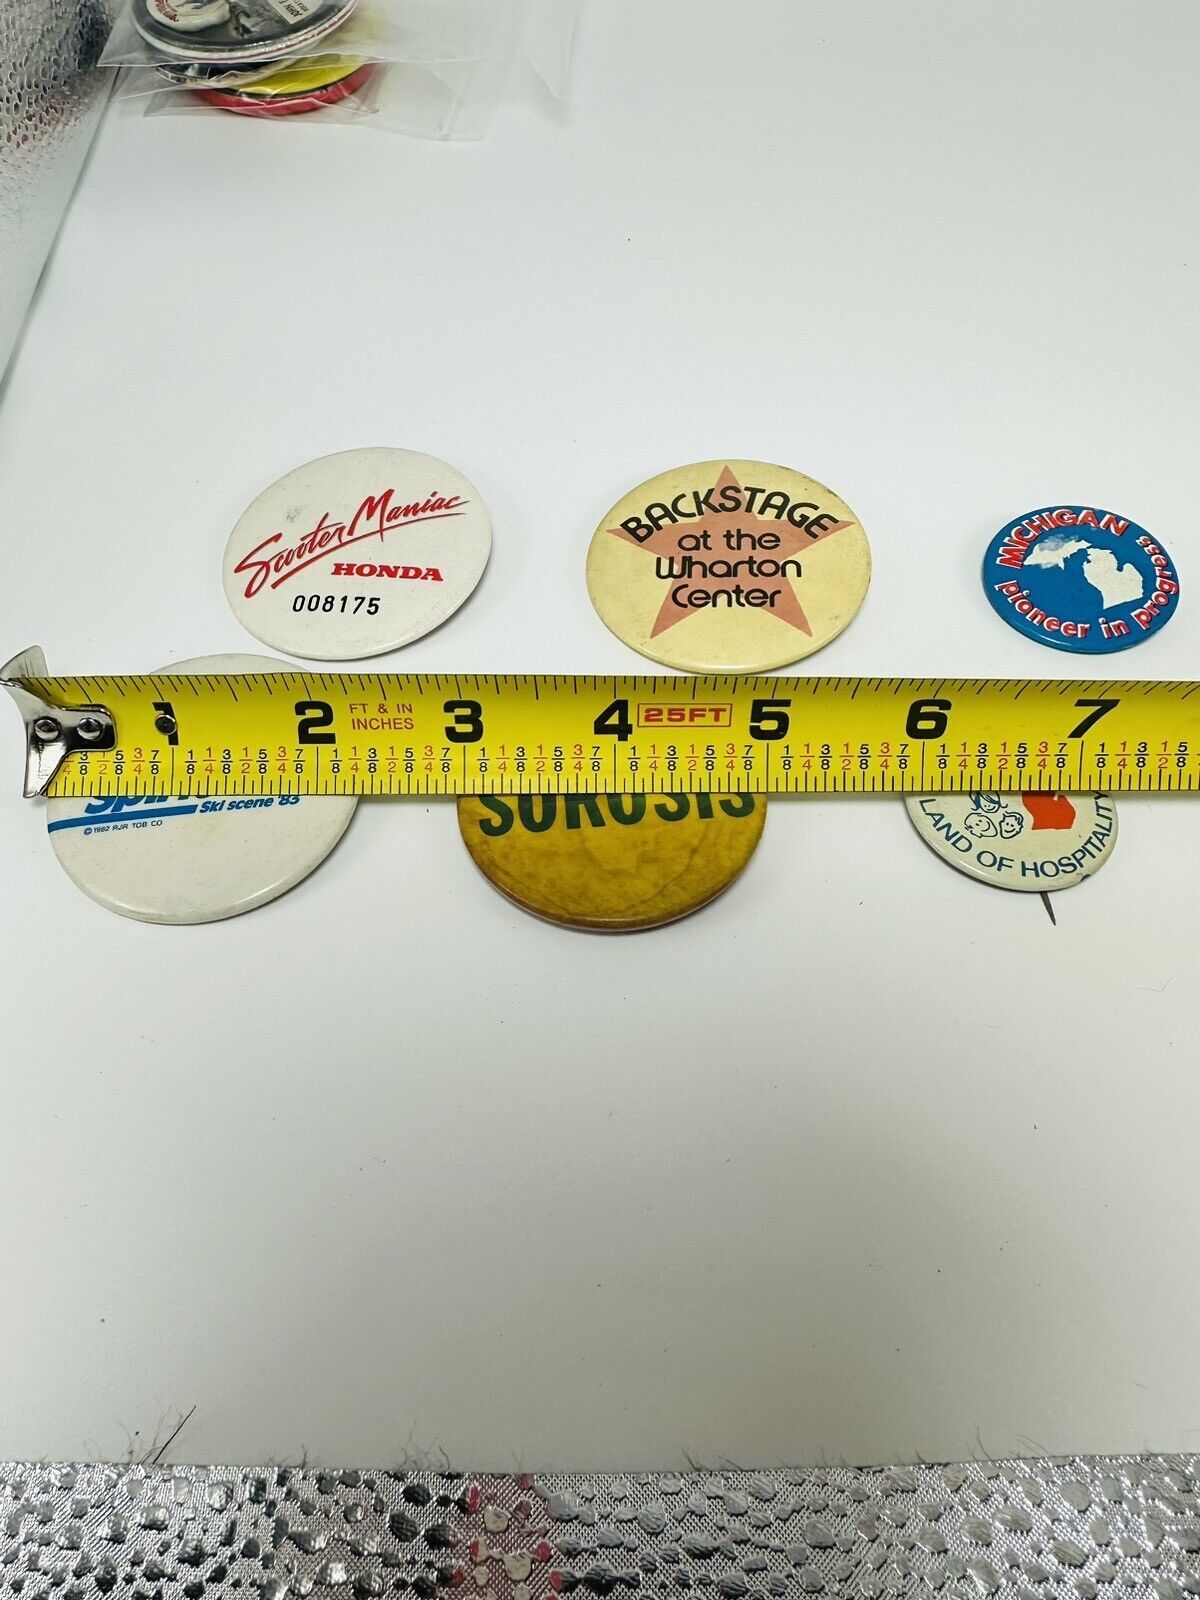 Scooter Maniac
HONDA
008175
BACKSTAGE
at the
Wharton
Center
MICHIGAN
pioneer in progress
1 2 FT & IN 3 4 25FT 5 6 7
INCHES
Ski scene '83
© 1982 RJR TOB CO
SOROSIS
LAND OF HOSPITALITY